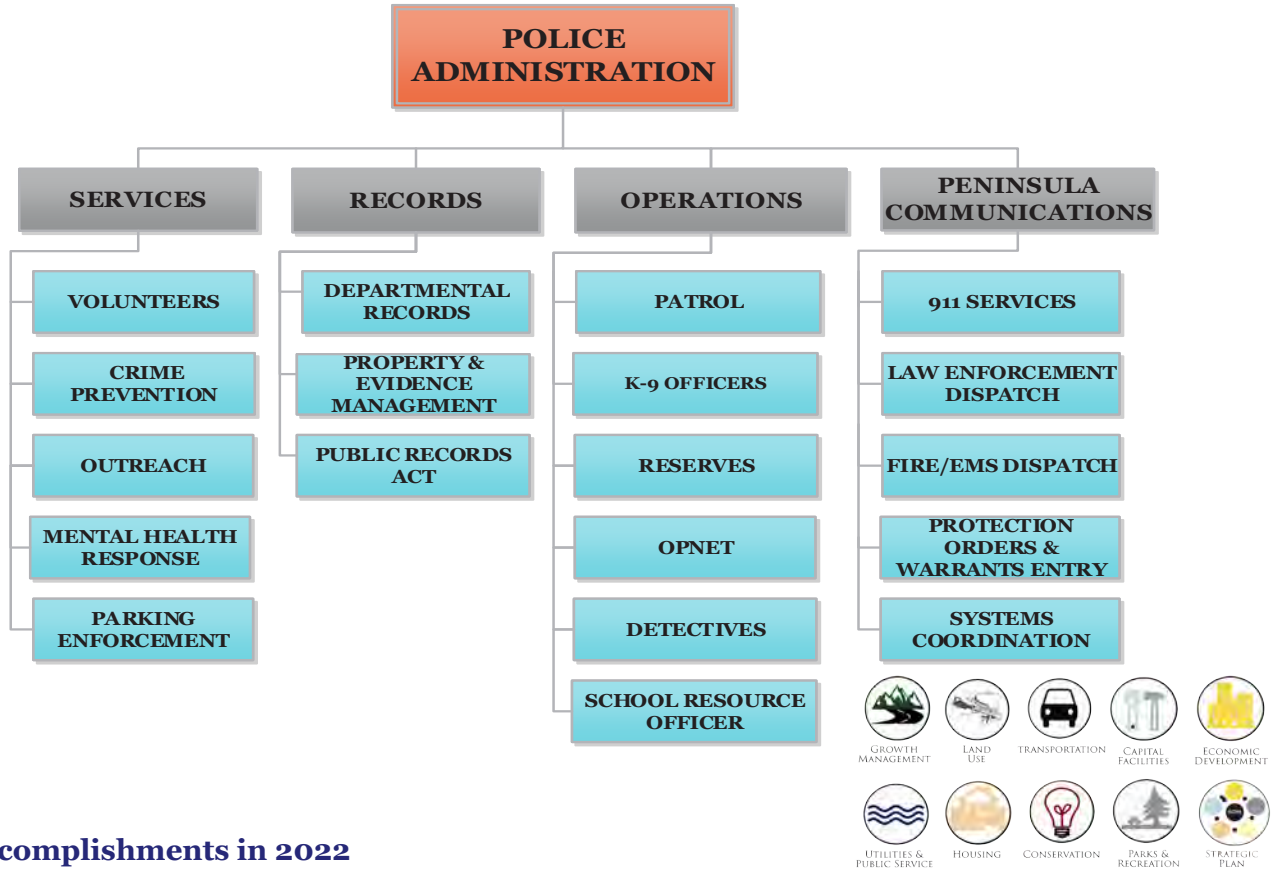 POLICE
ADMINISTRATION
SERVICES
RECORDS
OPERATIONS
PENINSULA
COMMUNICATIONS
VOLUNTEERS
CRIME
PREVENTION
OUTREACH
MENTAL HEALTH
RESPONSE
PARKING
ENFORCEMENT
DEPARTMENTAL
RECORDS
PROPERTY &
EVIDENCE
MANAGEMENT
PUBLIC RECORDS
ACT
PATROL
K-9 OFFICERS
RESERVES
OPNET
DETECTIVES
SCHOOL RESOURCE
OFFICER
911 SERVICES
LAW ENFORCEMENT
DISPATCH
FIRE/EMS DISPATCH
PROTECTION
ORDERS &
WARRANTS ENTRY
SYSTEMS
COORDINATION
GROWTH
MANAGEMENT
LAND
USE
TRANSPORTATION
CAPITAL
FACILITIES
ECONOMIC
DEVELOPMENT
UTILITIES &
PUBLIC SERVICE
HOUSING
CONSERVATION
PARKS &
RECREATION
STRATEGIC
PLAN
complishments in 2022